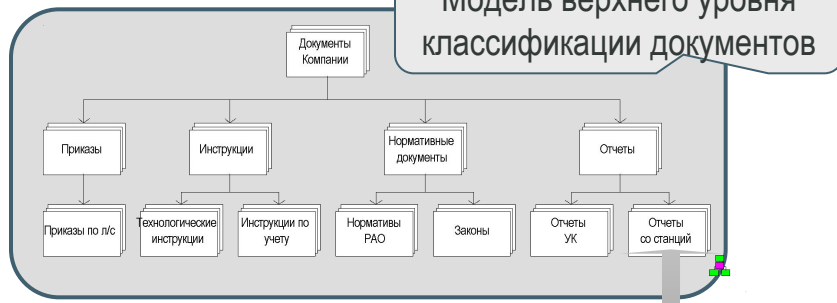 Модель верхнего уровня
классификации документов
Документы
Компании
Приказы
Инструкции
Нормативные
документы
Отчеты
Приказы по л/с
Технологические
инструкции
Инструкции по
учету
Нормативы
РАО
Законы
Отчеты
УК
Отчеты
со станций